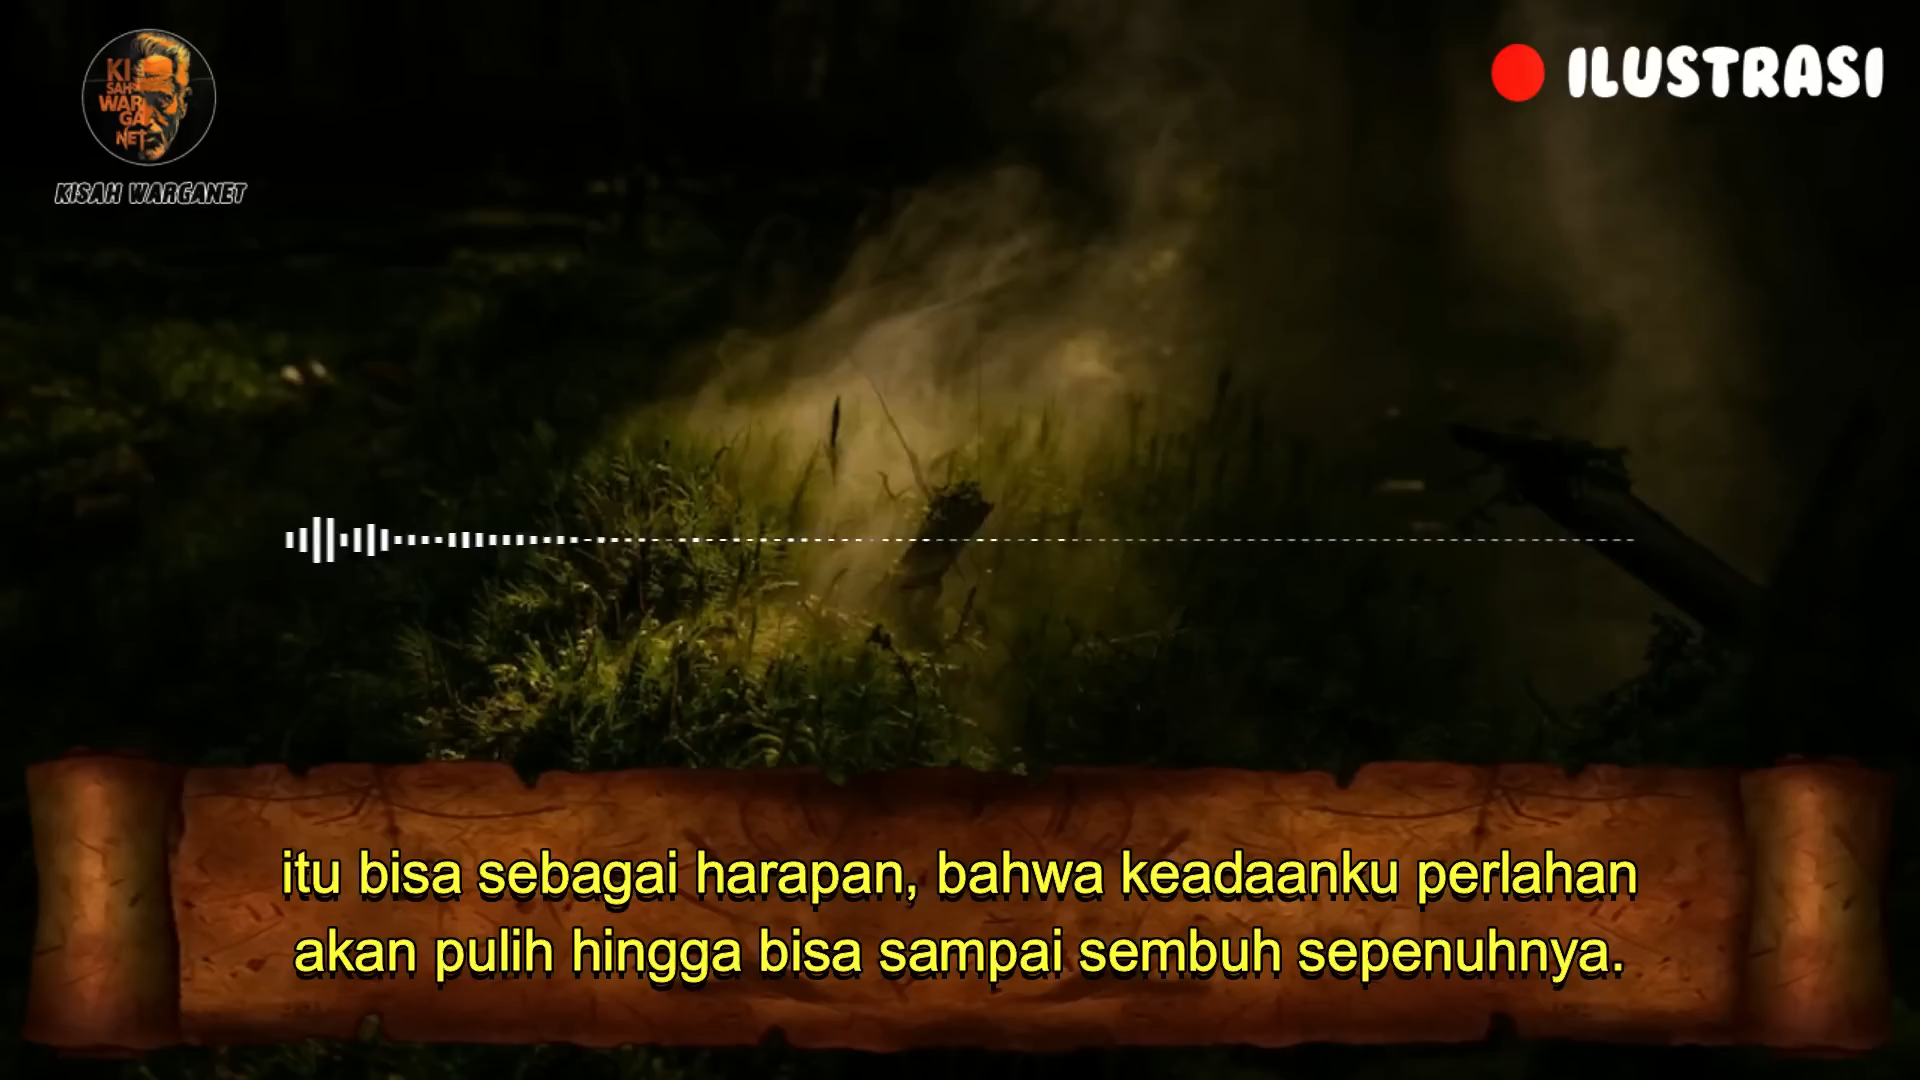 KI
SAH
WAR
GA
NET
KISAH WARGANET
ILUSTRASI
itu bisa sebagai harapan, bahwa keadaanku perlahan
akan pulih hingga bisa sampai sembuh sepenuhnya.